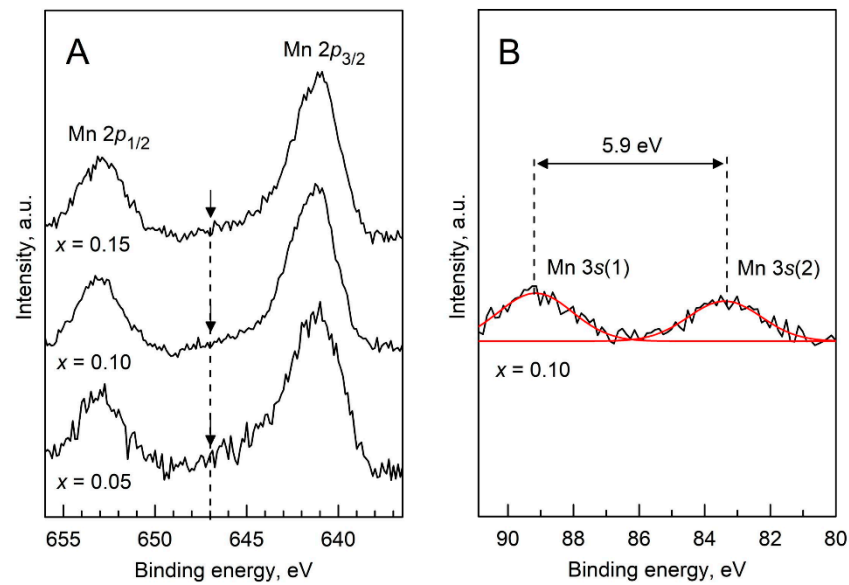 A
Mn 2p3/2
Mn 2p1/2
x = 0.15
x = 0.10
x = 0.05
Intensity, a.u.
655
650
645
640
Binding energy, eV
B
5.9 eV
Mn 3s(1)
Mn 3s(2)
x = 0.10
Intensity, a.u.
90
88
86
84
82
80
Binding energy, eV